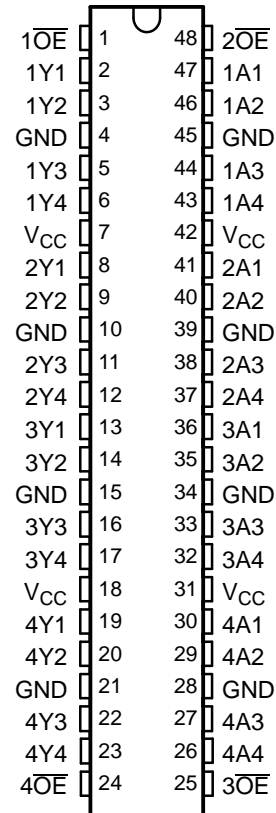 1O̅E̅ 1 48 2O̅E̅
1Y1 2 47 1A1
1Y2 3 46 1A2
GND 4 45 GND
1Y3 5 44 1A3
1Y4 6 43 1A4
VCC 7 42 VCC
2Y1 8 41 2A1
2Y2 9 40 2A2
GND 10 39 GND
2Y3 11 38 2A3
2Y4 12 37 2A4
3Y1 13 36 3A1
3Y2 14 35 3A2
GND 15 34 GND
3Y3 16 33 3A3
3Y4 17 32 3A4
VCC 18 31 VCC
4Y1 19 30 4A1
4Y2 20 29 4A2
GND 21 28 GND
4Y3 22 27 4A3
4Y4 23 26 4A4
4O̅E̅ 24 25 3O̅E̅